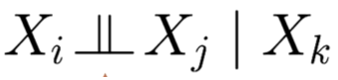 X_i ⫫ X_j | X_k